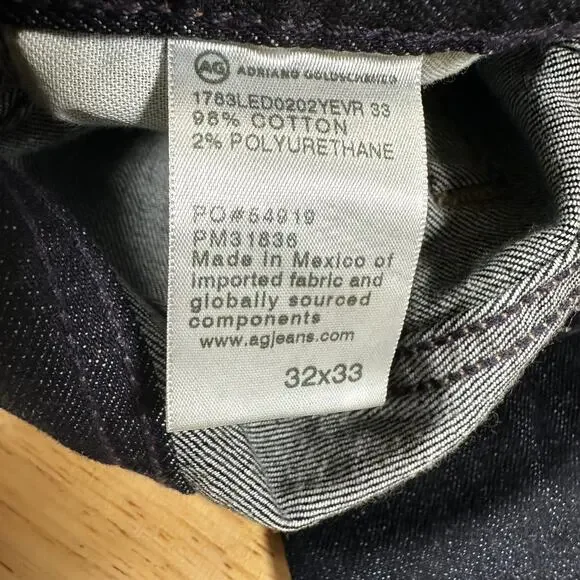 AG ADRIANO GOLDSCHMIED
1783LED0202YEVR 33
98% COTTON
2% POLYURETHANE
PO#54919
PM31836
Made in Mexico of
imported fabric and
globally sourced
components
www.agjeans.com
32x33